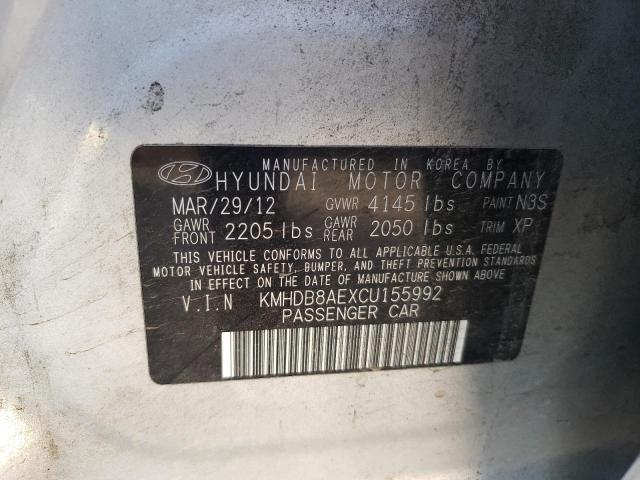 MANUFACTURED IN KOREA BY
HYUNDAI MOTOR COMPANY
MAR/29/12 GVWR 4145 lbs PAINT N3S
GAWR FRONT 2205 lbs GAWR REAR 2050 lbs TRIM XP
THIS VEHICLE CONFORMS TO ALL APPLICABLE U.S.A. FEDERAL
MOTOR VEHICLE SAFETY, BUMPER, AND THEFT PREVENTION STANDARDS
IN EFFECT ON THE DATE OF MANUFACTURE SHOWN ABOVE.
V.I.N KMHDB8AEXCU155992
PASSENGER CAR